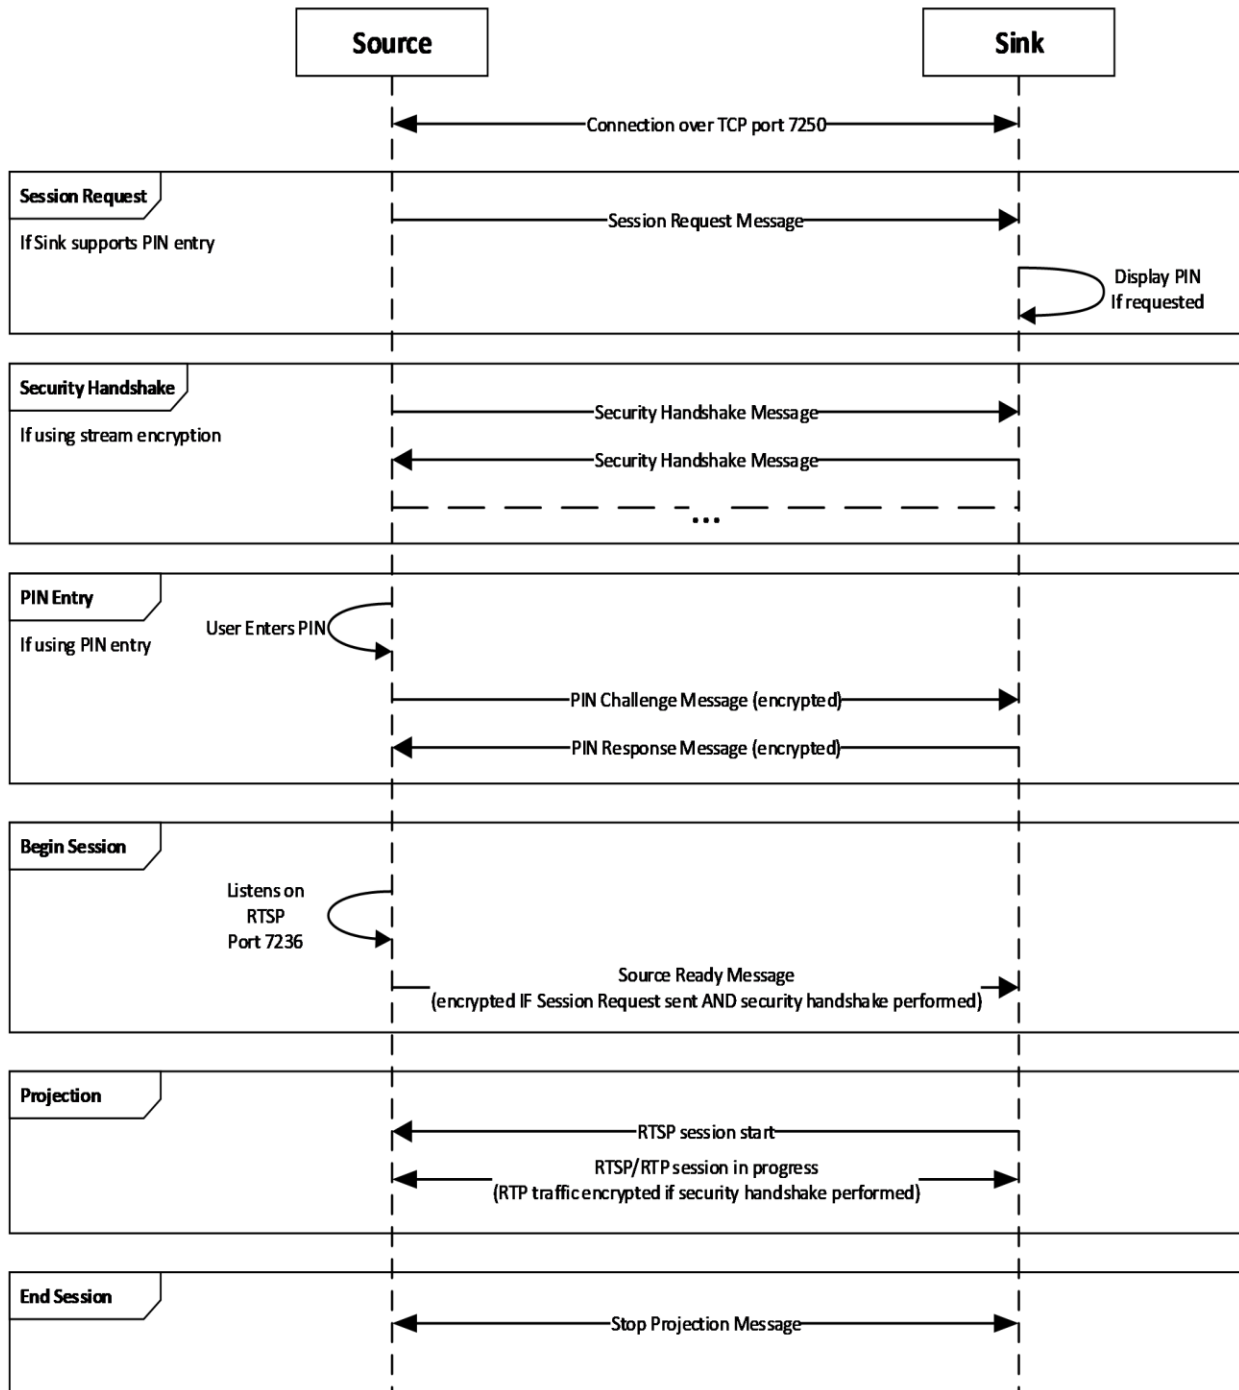 Source
Sink
Connection over TCP port 7250
Session Request
If Sink supports PIN entry
Session Request Message
Display PIN
If requested
Security Handshake
If using stream encryption
Security Handshake Message
Security Handshake Message
...
PIN Entry
If using PIN entry
User Enters PIN
PIN Challenge Message (encrypted)
PIN Response Message (encrypted)
Begin Session
Listens on
RTSP
Port 7236
Source Ready Message
(encrypted IF Session Request sent AND security handshake performed)
Projection
RTSP session start
RTSP/RTP session in progress
(RTP traffic encrypted if security handshake performed)
End Session
Stop Projection Message